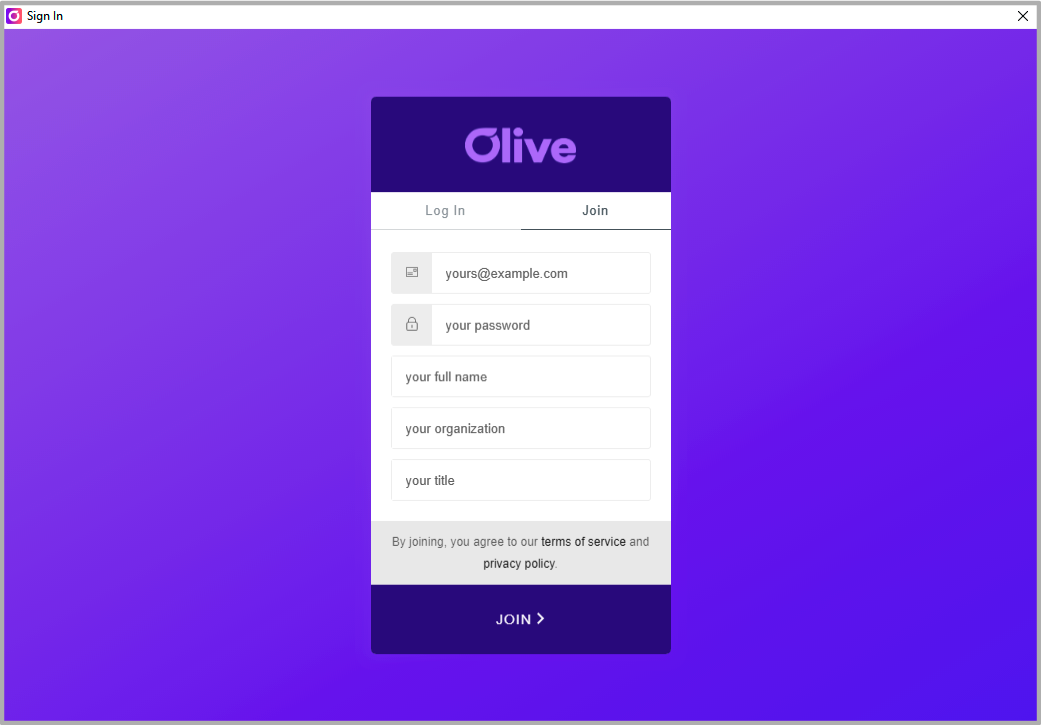 Sign In
Olive
Log In
Join
yours@example.com
your password
your full name
your organization
your title
By joining, you agree to our terms of service and
privacy policy.
JOIN